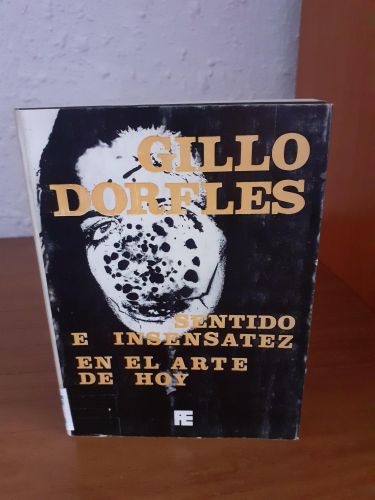 GILLO
DORFLES
SENTIDO
E INSENSATEZ
EN EL ARTE
DE HOY